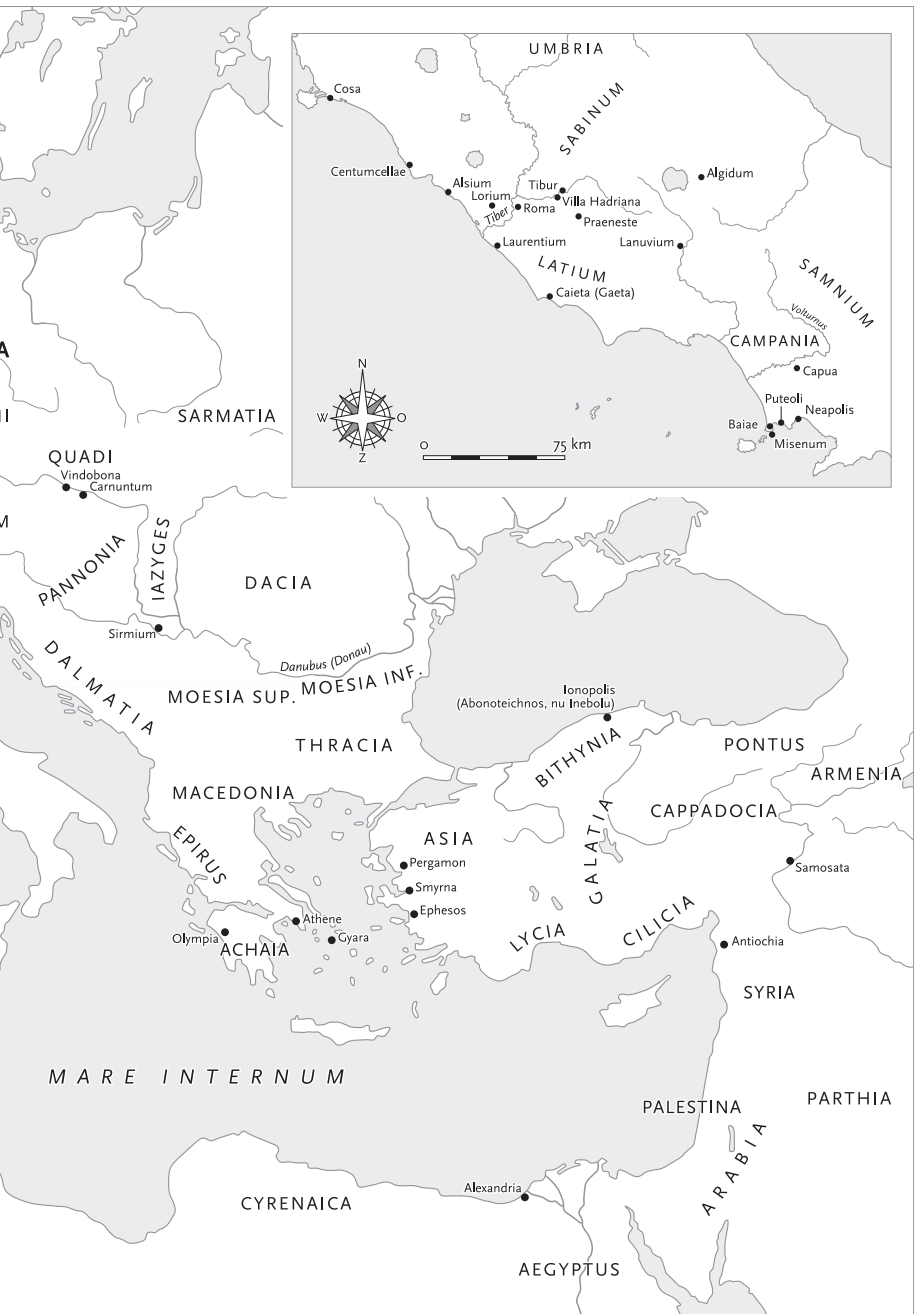 UMBRIA
SABINUM
Cosa
Centumcellae
Alsium
Lorium
Tiber
Roma
Tibur
Villa Hadriana
Praeneste
Algidum
Laurentium
Lanuvium
LATIUM
Caieta (Gaeta)
SAMNIUM
Volturnus
CAMPANIA
Capua
Puteoli
Neapolis
Baiae
Misenum
N
W
O
Z
0
75 km
A
II
SARMATIA
QUADI
Vindobona
Carnuntum
M
PANNONIA
IAZYGES
DACIA
Sirmium
Danubus (Donau)
DALMATIA
MOESIA SUP.
MOESIA INF.
Ionopolis
(Abonoteichnos, nu Inebolu)
THRACIA
BITHYNIA
PONTUS
ARMENIA
MACEDONIA
CAPPADOCIA
EPIRUS
ASIA
GALATIA
Pergamon
Samosata
Smyrna
Ephesos
Athene
Olympia
Gyara
ACHAIA
LYCIA
CILICIA
Antiochia
SYRIA
MARE INTERNUM
PALESTINA
PARTHIA
ARABIA
Alexandria
CYRENAICA
AEGYPTUS